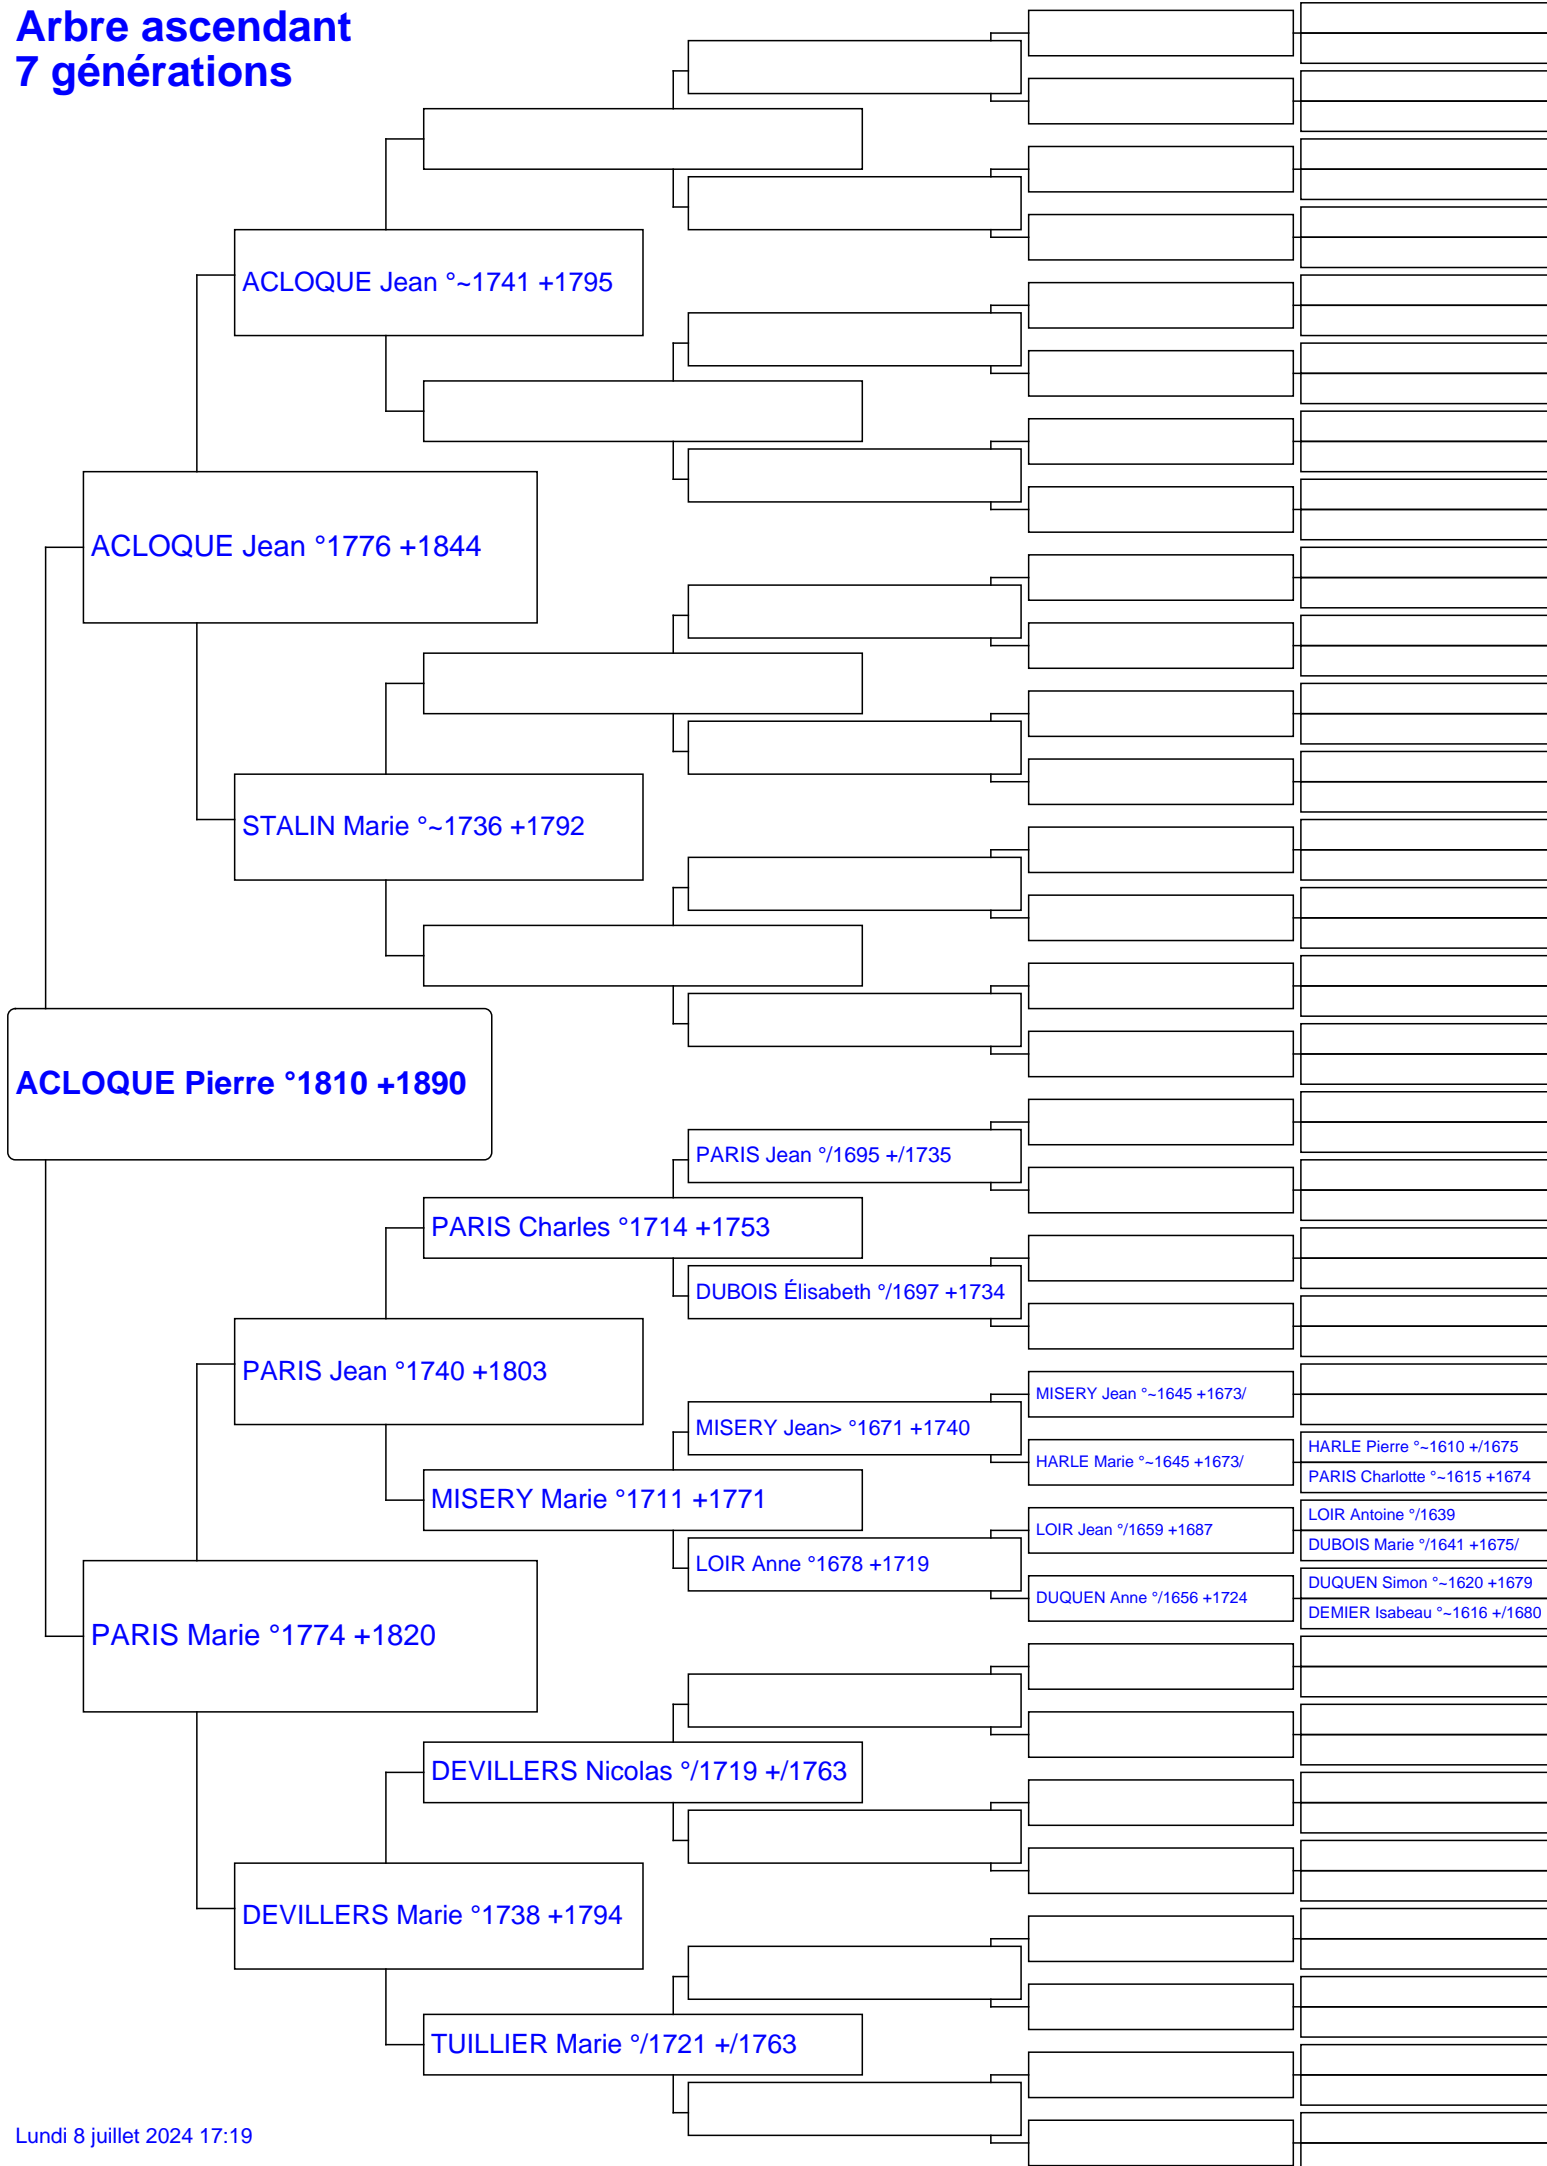 Arbre ascendant
7 générations
ACLOQUE Jean °~1741 +1795
ACLOQUE Jean °1776 +1844
STALIN Marie °~1736 +1792
ACLOQUE Pierre °1810 +1890
PARIS Jean °/1695 +/1735
PARIS Charles °1714 +1753
DUBOIS Élisabeth °/1697 +1734
PARIS Jean °1740 +1803
MISERY Jean °~1645 +1673/
MISERY Jean> °1671 +1740
HARLE Pierre °~1610 +/1675
HARLE Marie °~1645 +1673/
PARIS Charlotte °~1615 +1674
MISERY Marie °1711 +1771
LOIR Antoine °/1639
LOIR Jean °/1659 +1687
DUBOIS Marie °/1641 +1675/
LOIR Anne °1678 +1719
DUQUEN Simon °~1620 +1679
DUQUEN Anne °/1656 +1724
DEMIER Isabeau °~1616 +/1680
PARIS Marie °1774 +1820
DEVILLERS Nicolas °/1719 +/1763
DEVILLERS Marie °1738 +1794
TUILLIER Marie °/1721 +/1763
Lundi 8 juillet 2024 17:19